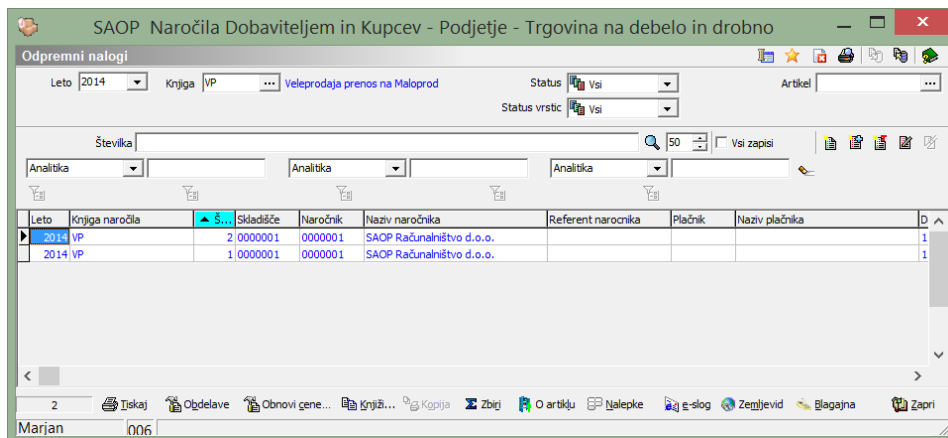 SAOP Naročila Dobaviteljem in Kupcev - Podjetje - Trgovina na debelo in drobno
Odpremni nalogi
Leto 2014 Knjiga VP ... Veleprodaja prenos na Maloprod Status Vsi Artikel ...
Status vrstic Vsi
Številka 50 Vsi zapisi
Analitika Analitika Analitika
Leto Knjiga naročila Š... Skladišče Naročnik Naziv naročnika Referent narocnika Plačnik Naziv plačnika D
2014 VP 2 0000001 0000001 SAOP Računalništvo d.o.o. 1
2014 VP 1 0000001 0000001 SAOP Računalništvo d.o.o. 1
2 Tiskaj Obdelave Obnovi cene... Knjiži... Kopija Zbirj O artiklu Nalepke e-slog Zemljevid Blagajna Zapri
Marjan 006